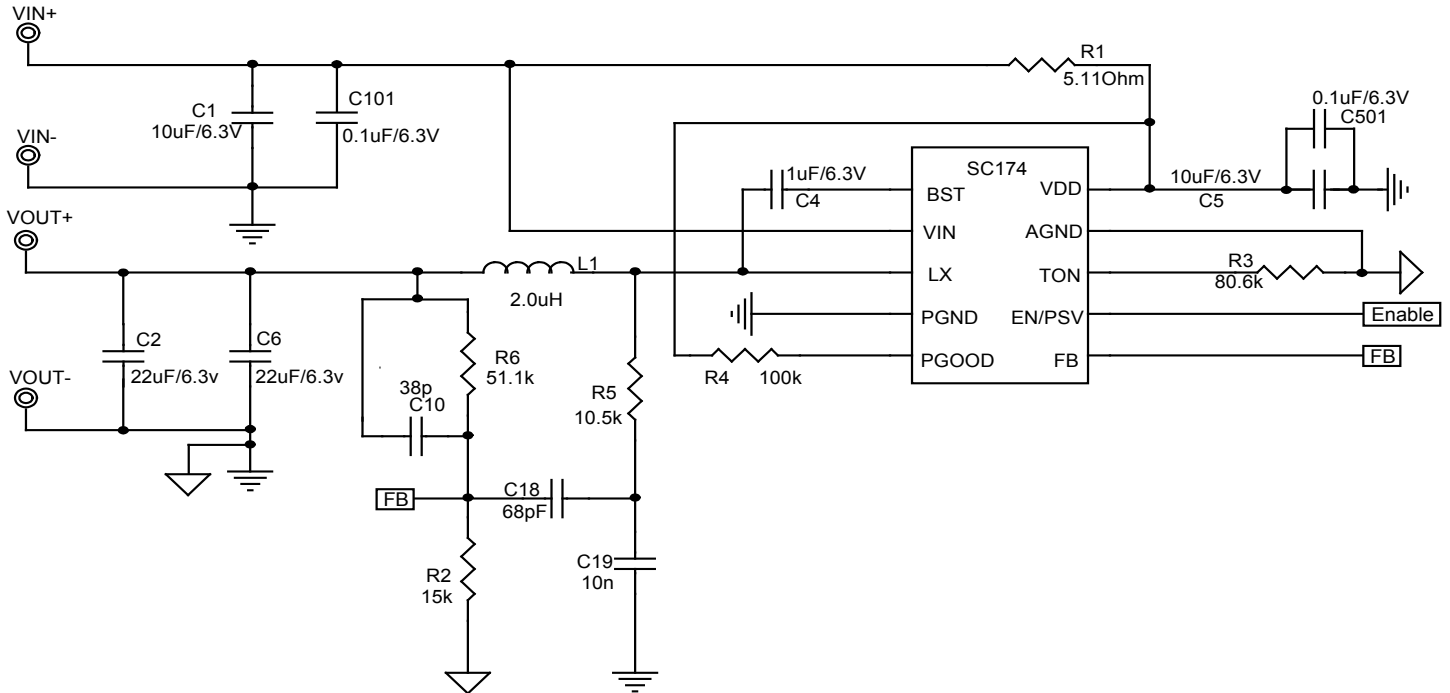 VIN+
R1
5.11Ohm
C1
10uF/6.3V
C101
0.1uF/6.3V
0.1uF/6.3V
C501
VIN-
1uF/6.3V
C4
SC174
BST
VIN
LX
PGND
PGOOD
VDD
AGND
TON
EN/PSV
FB
10uF/6.3V
C5
R3
80.6k
Enable
FB
VOUT+
L1
2.0uH
C2
22uF/6.3v
C6
22uF/6.3v
VOUT-
R6
51.1k
38p
C10
R5
10.5k
R4
100k
FB
C18
68pF
R2
15k
C19
10n